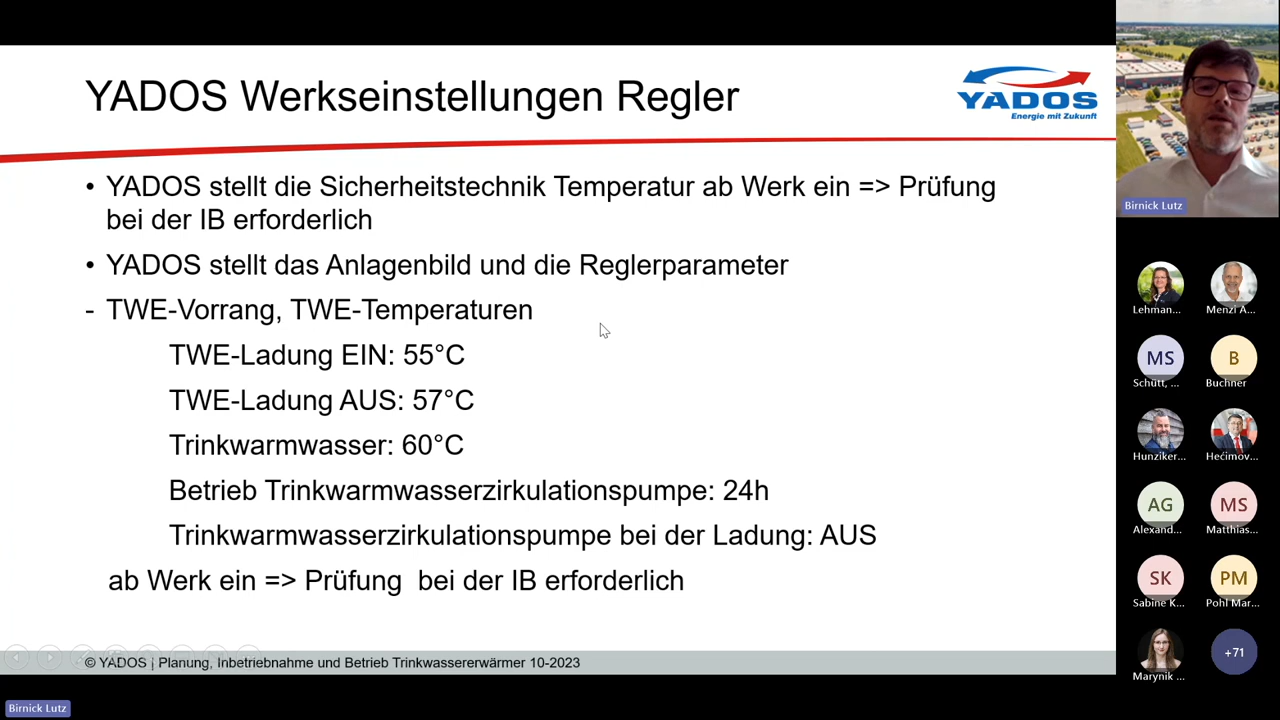 YADOS Werkseinstellungen Regler
YADOS
Energie mit Zukunft
• YADOS stellt die Sicherheitstechnik Temperatur ab Werk ein => Prüfung
bei der IB erforderlich
• YADOS stellt das Anlagenbild und die Reglerparameter
- TWE-Vorrang, TWE-Temperaturen
TWE-Ladung EIN: 55°C
TWE-Ladung AUS: 57°C
Trinkwarmwasser: 60°C
Betrieb Trinkwarmwasserzirkulationspumpe: 24h
Trinkwarmwasserzirkulationspumpe bei der Ladung: AUS
ab Werk ein => Prüfung bei der IB erforderlich
© YADOS | Planung, Inbetriebnahme und Betrieb Trinkwassererwärmer 10-2023
Birnick Lutz
Birnick Lutz
Lehman... Menzi A...
MS B
Schütt, ... Buchner
Hunziker... Hećimov...
AG MS
Alexand... Matthias...
SK PM
Sabine K... Pohl Mar...
+71
Marynik ...